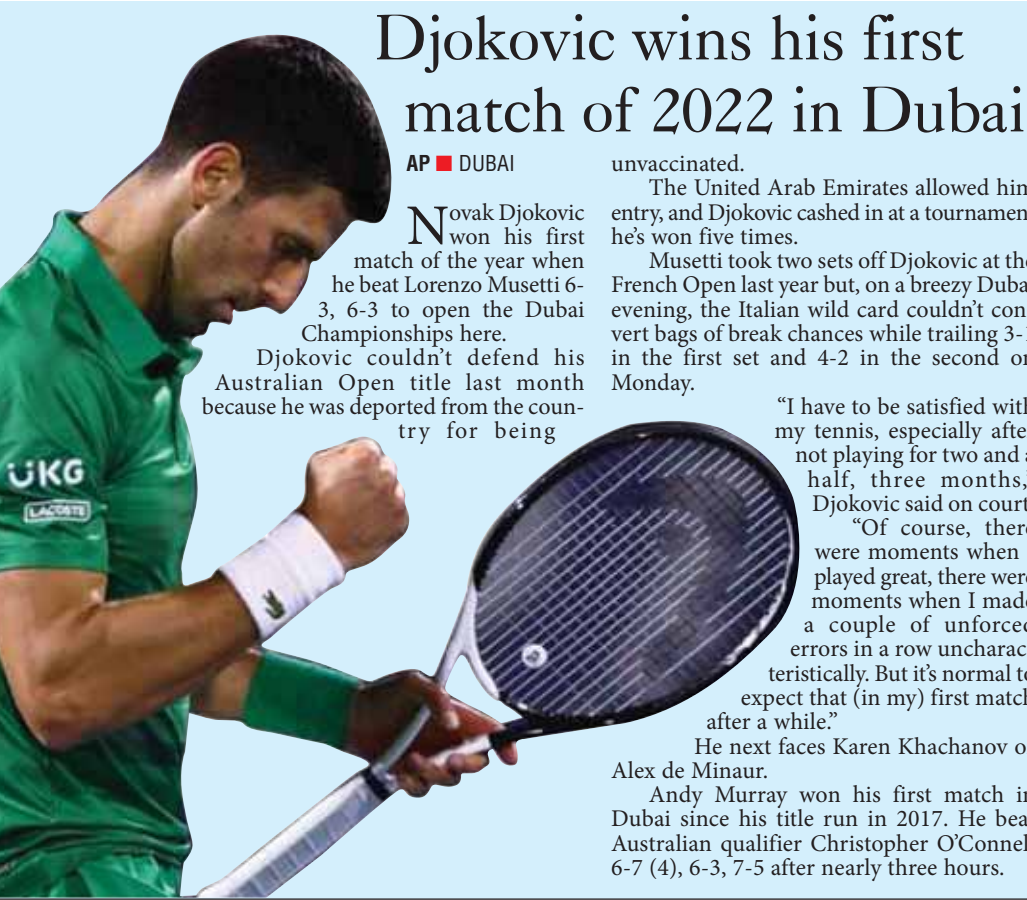 Djokovic wins his first
match of 2022 in Dubai
AP DUBAI
Novak Djokovic
won his first
match of the year when
he beat Lorenzo Musetti 6-
3, 6-3 to open the Dubai
Championships here.
Djokovic couldn't defend his
Australian Open title last month
because he was deported from the coun-
try for being
unvaccinated.
The United Arab Emirates allowed him
entry, and Djokovic cashed in at a tournamen
he's won five times.
Musetti took two sets off Djokovic at the
French Open last year but, on a breezy Duba
evening, the Italian wild card couldn't con
vert bags of break chances while trailing 3-
in the first set and 4-2 in the second on
Monday.
“I have to be satisfied with
my tennis, especially afte
not playing for two and a
half, three months,
Djokovic said on court
“Of course, there
were moments when
played great, there were
moments when I made
a couple of unforced
errors in a row uncharac
teristically. But it's normal to
expect that (in my) first match
after a while.”
He next faces Karen Khachanov o
Alex de Minaur.
Andy Murray won his first match in
Dubai since his title run in 2017. He bea
Australian qualifier Christopher O'Connel
6-7 (4), 6-3, 7-5 after nearly three hours.
UKG
LACOSTE